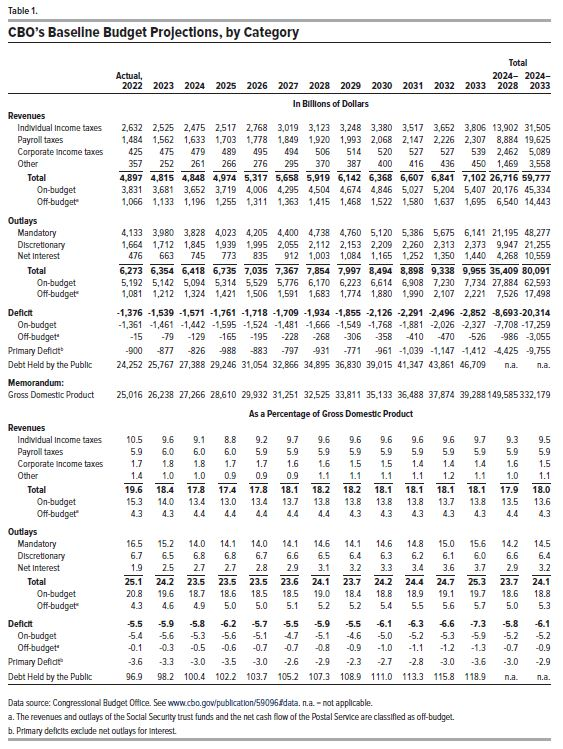 Table 1.
CBO's Baseline Budget Projections, by Category
Total
Actual, 2024– 2024–
2022 2023 2024 2025 2026 2027 2028 2029 2030 2031 2032 2033 2028 2033
In Billions of Dollars
Revenues
Individual income taxes 2,632 2,525 2,475 2,517 2,768 3,019 3,123 3,248 3,380 3,517 3,652 3,806 13,902 31,505
Payroll taxes 1,484 1,562 1,633 1,703 1,778 1,849 1,920 1,993 2,068 2,147 2,226 2,307 8,884 19,625
Corporate income taxes 425 475 479 489 495 494 506 514 520 527 527 539 2,462 5,089
Other 357 252 261 266 276 295 370 387 400 416 436 450 1,469 3,558
Total 4,897 4,815 4,848 4,974 5,317 5,658 5,919 6,142 6,368 6,607 6,841 7,102 26,716 59,777
On-budget 3,831 3,681 3,652 3,719 4,006 4,295 4,504 4,674 4,846 5,027 5,204 5,407 20,176 45,334
Off-budgetª 1,066 1,133 1,196 1,255 1,311 1,363 1,415 1,468 1,522 1,580 1,637 1,695 6,540 14,443
Outlays
Mandatory 4,133 3,980 3,828 4,023 4,205 4,400 4,738 4,760 5,120 5,386 5,675 6,141 21,195 48,277
Discretionary 1,664 1,712 1,845 1,939 1,995 2,055 2,112 2,153 2,209 2,260 2,313 2,373 9,947 21,255
Net interest 476 663 745 773 835 912 1,003 1,084 1,165 1,252 1,350 1,440 4,268 10,559
Total 6,273 6,354 6,418 6,735 7,035 7,367 7,854 7,997 8,494 8,898 9,338 9,955 35,409 80,091
On-budget 5,192 5,142 5,094 5,314 5,529 5,776 6,170 6,223 6,614 6,908 7,230 7,734 27,884 62,593
Off-budgetª 1,081 1,212 1,324 1,421 1,506 1,591 1,683 1,774 1,880 1,990 2,107 2,221 7,526 17,498
Deficit -1,376 -1,539 -1,571 -1,761 -1,718 -1,709 -1,934 -1,855 -2,126 -2,291 -2,496 -2,852 -8,693 -20,314
On-budget -1,361 -1,461 -1,442 -1,595 -1,524 -1,481 -1,666 -1,549 -1,768 -1,881 -2,026 -2,327 -7,708 -17,259
Off-budgetª -15 -79 -129 -165 -195 -228 -268 -306 -358 -410 -470 -526 -986 -3,055
Primary Deficitᵇ -900 -877 -826 -988 -883 -797 -931 -771 -961 -1,039 -1,147 -1,412 -4,425 -9,755
Debt Held by the Public 24,252 25,767 27,388 29,246 31,054 32,866 34,895 36,830 39,015 41,347 43,861 46,709 n.a. n.a.
Memorandum:
Gross Domestic Product 25,016 26,238 27,266 28,610 29,932 31,251 32,525 33,811 35,133 36,488 37,874 39,288 149,585 332,179
As a Percentage of Gross Domestic Product
Revenues
Individual income taxes 10.5 9.6 9.1 8.8 9.2 9.7 9.6 9.6 9.6 9.6 9.6 9.7 9.3 9.5
Payroll taxes 5.9 6.0 6.0 6.0 5.9 5.9 5.9 5.9 5.9 5.9 5.9 5.9 5.9 5.9
Corporate income taxes 1.7 1.8 1.8 1.7 1.7 1.6 1.6 1.5 1.5 1.4 1.4 1.4 1.6 1.5
Other 1.4 1.0 1.0 0.9 0.9 0.9 1.1 1.1 1.1 1.1 1.2 1.1 1.0 1.1
Total 19.6 18.4 17.8 17.4 17.8 18.1 18.2 18.2 18.1 18.1 18.1 18.1 17.9 18.0
On-budget 15.3 14.0 13.4 13.0 13.4 13.7 13.8 13.8 13.8 13.8 13.7 13.8 13.5 13.6
Off-budgetª 4.3 4.3 4.4 4.4 4.4 4.4 4.3 4.3 4.3 4.3 4.3 4.3 4.4 4.3
Outlays
Mandatory 16.5 15.2 14.0 14.1 14.0 14.1 14.6 14.1 14.6 14.8 15.0 15.6 14.2 14.5
Discretionary 6.7 6.5 6.8 6.8 6.7 6.6 6.5 6.4 6.3 6.2 6.1 6.0 6.6 6.4
Net interest 1.9 2.5 2.7 2.7 2.8 2.9 3.1 3.2 3.3 3.4 3.6 3.7 2.9 3.2
Total 25.1 24.2 23.5 23.5 23.5 23.6 24.1 23.7 24.2 24.4 24.7 25.3 23.7 24.1
On-budget 20.8 19.6 18.7 18.6 18.5 18.5 19.0 18.4 18.8 18.9 19.1 19.7 18.6 18.8
Off-budgetª 4.3 4.6 4.9 5.0 5.0 5.1 5.2 5.2 5.4 5.5 5.6 5.7 5.0 5.3
Deficit -5.5 -5.9 -5.8 -6.2 -5.7 -5.5 -5.9 -5.5 -6.1 -6.3 -6.6 -7.3 -5.8 -6.1
On-budget -5.4 -5.6 -5.3 -5.6 -5.1 -4.7 -5.1 -4.6 -5.0 -5.2 -5.3 -5.9 -5.2 -5.2
Off-budgetª -0.1 -0.3 -0.5 -0.6 -0.7 -0.7 -0.8 -0.9 -1.0 -1.1 -1.2 -1.3 -0.7 -0.9
Primary Deficitᵇ -3.6 -3.3 -3.0 -3.5 -3.0 -2.6 -2.9 -2.3 -2.7 -2.8 -3.0 -3.6 -3.0 -2.9
Debt Held by the Public 96.9 98.2 100.4 102.2 103.7 105.2 107.3 108.9 111.0 113.3 115.8 118.9 n.a. n.a.
Data source: Congressional Budget Office. See www.cbo.gov/publication/59096#data. n.a. = not applicable.
a. The revenues and outlays of the Social Security trust funds and the net cash flow of the Postal Service are classified as off-budget.
b. Primary deficits exclude net outlays for interest.